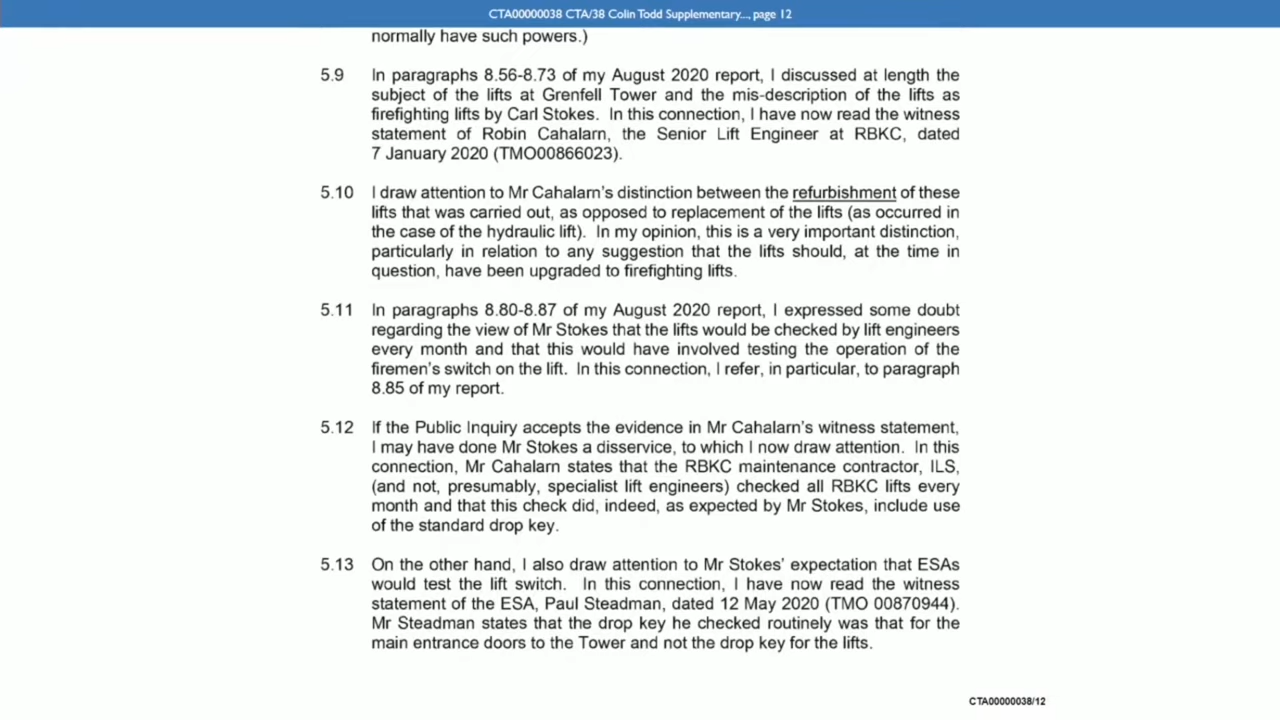 CTA00000038 CTA/38 Colin Todd Supplementary..., page 12
normally have such powers.)
5.9 In paragraphs 8.56-8.73 of my August 2020 report, I discussed at length the
subject of the lifts at Grenfell Tower and the mis-description of the lifts as
firefighting lifts by Carl Stokes. In this connection, I have now read the witness
statement of Robin Cahalarn, the Senior Lift Engineer at RBKC, dated
7 January 2020 (TMO00866023).
5.10 I draw attention to Mr Cahalarn's distinction between the refurbishment of these
lifts that was carried out, as opposed to replacement of the lifts (as occurred in
the case of the hydraulic lift). In my opinion, this is a very important distinction,
particularly in relation to any suggestion that the lifts should, at the time in
question, have been upgraded to firefighting lifts.
5.11 In paragraphs 8.80-8.87 of my August 2020 report, I expressed some doubt
regarding the view of Mr Stokes that the lifts would be checked by lift engineers
every month and that this would have involved testing the operation of the
firemen's switch on the lift. In this connection, I refer, in particular, to paragraph
8.85 of my report.
5.12 If the Public Inquiry accepts the evidence in Mr Cahalarn's witness statement,
I may have done Mr Stokes a disservice, to which I now draw attention. In this
connection, Mr Cahalarn states that the RBKC maintenance contractor, ILS,
(and not, presumably, specialist lift engineers) checked all RBKC lifts every
month and that this check did, indeed, as expected by Mr Stokes, include use
of the standard drop key.
5.13 On the other hand, I also draw attention to Mr Stokes' expectation that ESAs
would test the lift switch. In this connection, I have now read the witness
statement of the ESA, Paul Steadman, dated 12 May 2020 (TMO 00870944).
Mr Steadman states that the drop key he checked routinely was that for the
main entrance doors to the Tower and not the drop key for the lifts.
CTA00000038/12